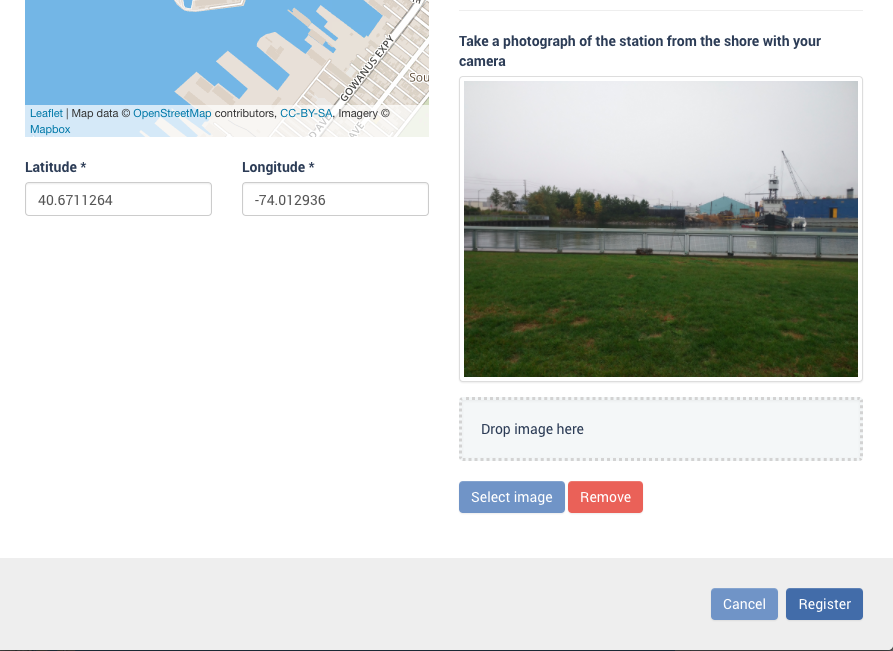 GOWANUS EXPY
Sou
D AVE
AVE
Leaflet | Map data © OpenStreetMap contributors, CC-BY-SA, Imagery ©
Mapbox
Latitude *
Longitude *
40.6711264
-74.012936
Take a photograph of the station from the shore with your
camera
Drop image here
Select image
Remove
Cancel
Register